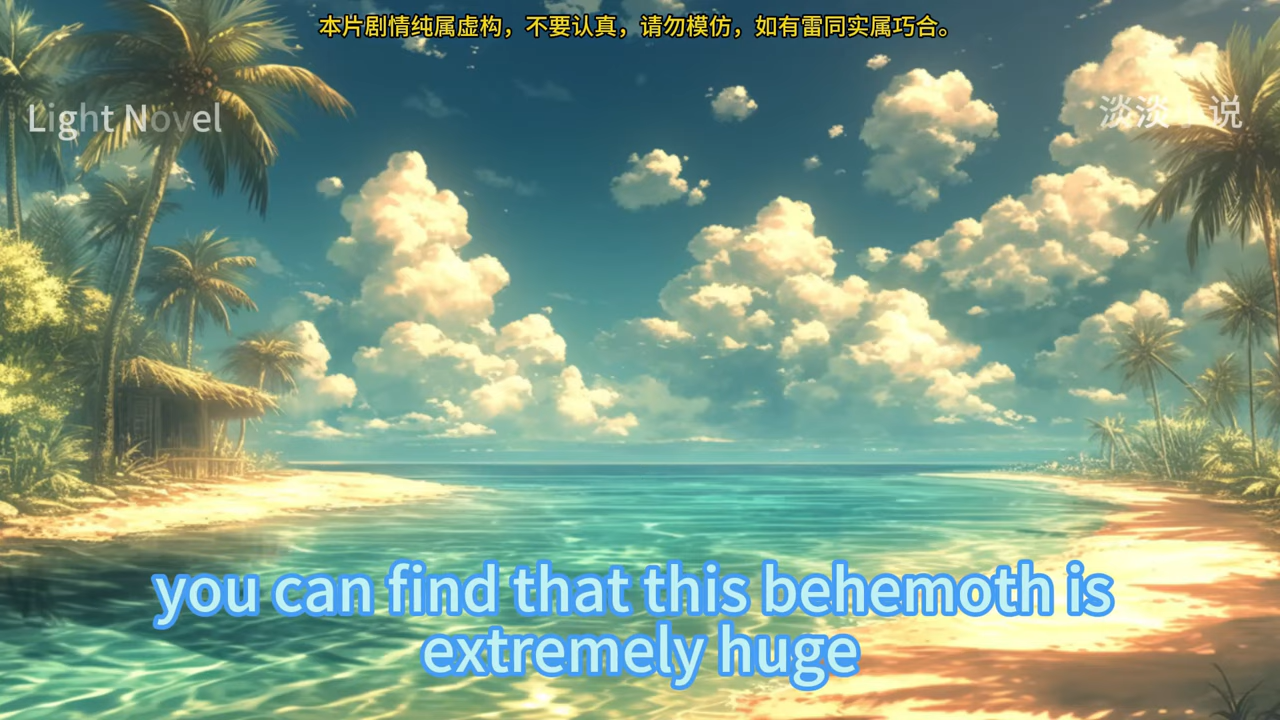 本片剧情纯属虚构，不要认真，请勿模仿，如有雷同实属巧合。
Light Novel
淡淡小说
you can find that this behemoth is
extremely huge